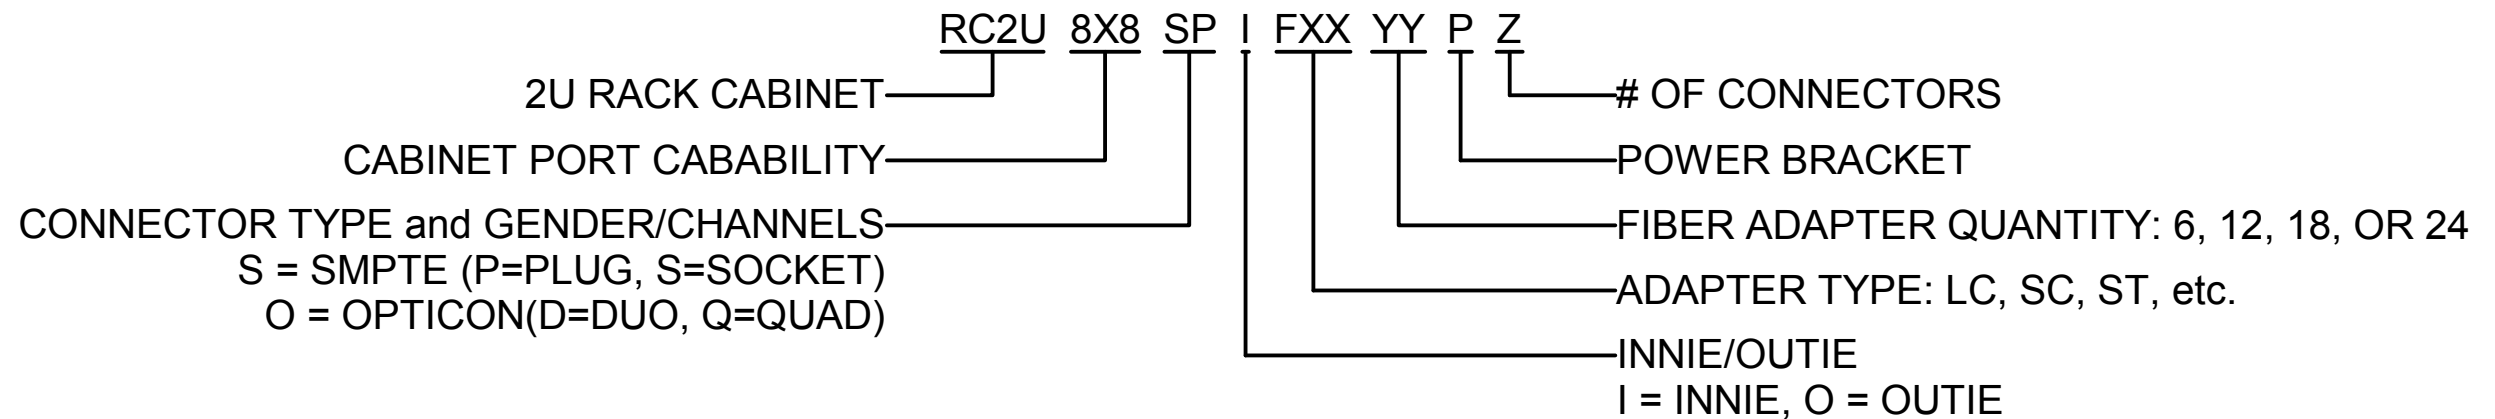 RC2U 8X8 SP I FXX YY P Z
2U RACK CABINET
CABINET PORT CABABILITY
CONNECTOR TYPE and GENDER/CHANNELS
S = SMPTE (P=PLUG, S=SOCKET)
O = OPTICON(D=DUO, Q=QUAD)
# OF CONNECTORS
POWER BRACKET
FIBER ADAPTER QUANTITY: 6, 12, 18, OR 24
ADAPTER TYPE: LC, SC, ST, etc.
INNIE/OUTIE
I = INNIE, O = OUTIE